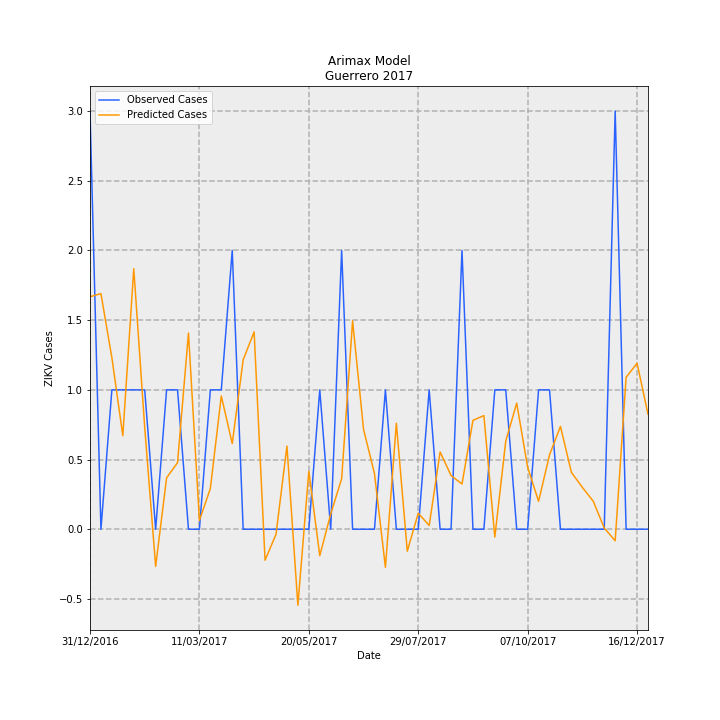 Arimax Model
Guerrero 2017
Observed Cases
Predicted Cases
ZIKV Cases
3.0
2.5
2.0
1.5
1.0
0.5
0.0
−0.5
31/12/2016 11/03/2017 20/05/2017 29/07/2017 07/10/2017 16/12/2017
Date